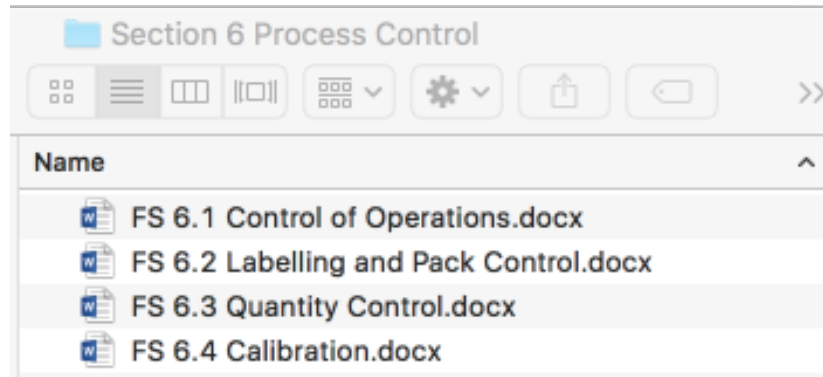 Section 6 Process Control
Name
FS 6.1 Control of Operations.docx
FS 6.2 Labelling and Pack Control.docx
FS 6.3 Quantity Control.docx
FS 6.4 Calibration.docx